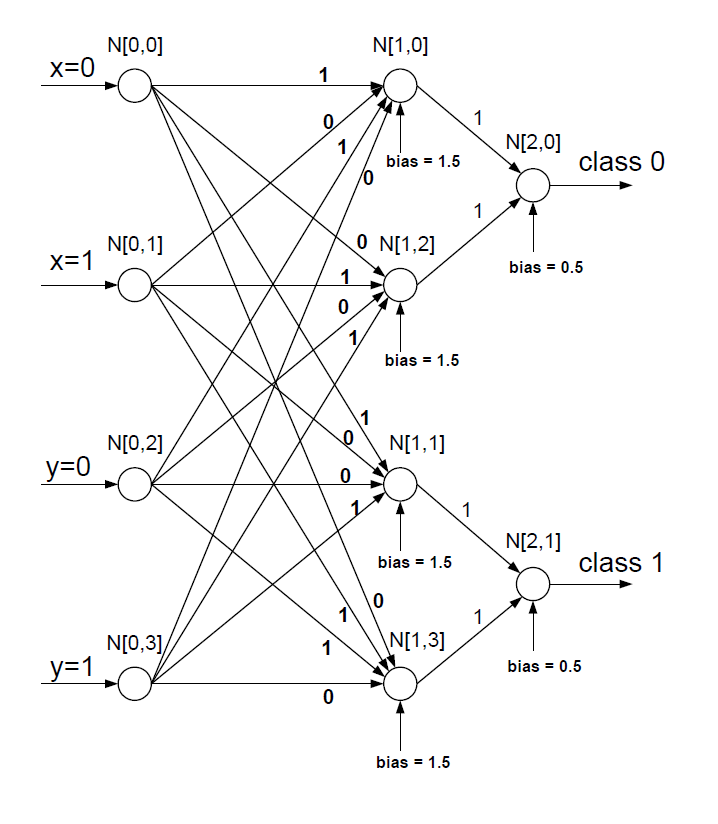 N[0,0]
N[1,0]
x=0
1
0
1
0
bias = 1.5
1
N[2,0]
class 0
1
bias = 0.5
N[0,1]
x=1
0
N[1,2]
1
0
1
bias = 1.5
1
0
N[0,2]
y=0
N[1,1]
0
1
bias = 1.5
1
N[2,1]
class 1
1
bias = 0.5
0
1
1
N[0,3]
y=1
N[1,3]
0
bias = 1.5